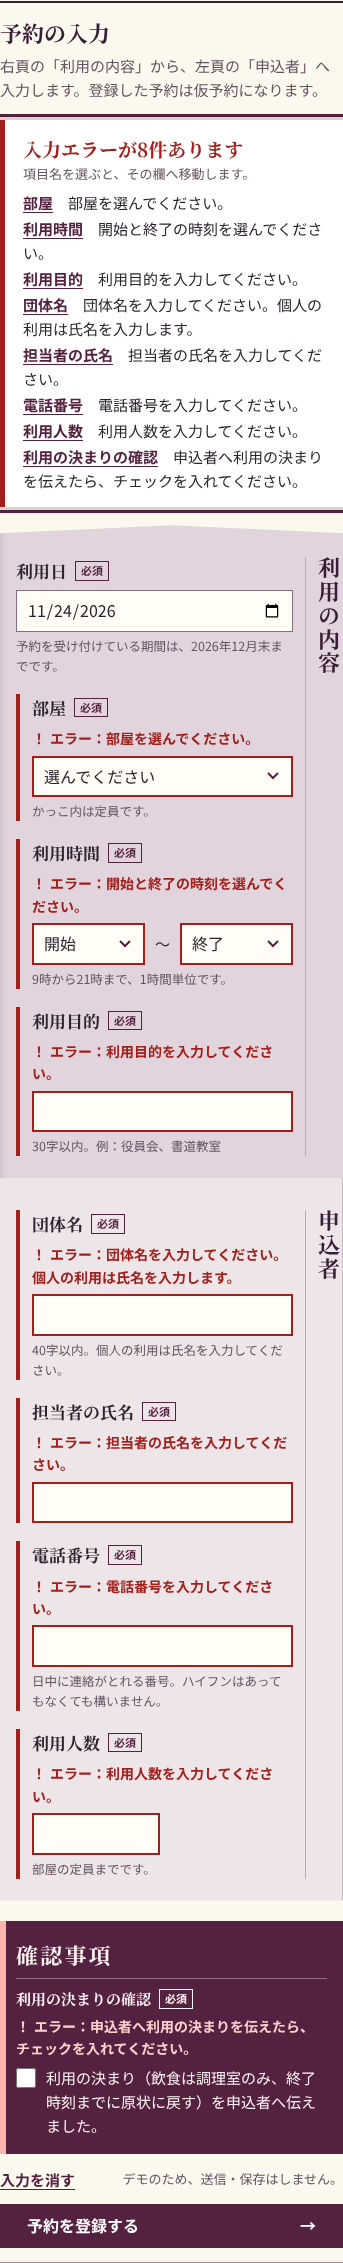 予約の入力
右頁の「利用の内容」から、左頁の「申込者」へ
入力します。登録した予約は仮予約になります。
入力エラーが8件あります
項目名を選ぶと、その欄へ移動します。
部屋　部屋を選んでください。
利用時間　開始と終了の時刻を選んでくださ
い。
利用目的　利用目的を入力してください。
団体名　団体名を入力してください。個人の
利用は氏名を入力します。
担当者の氏名　担当者の氏名を入力してくだ
さい。
電話番号　電話番号を入力してください。
利用人数　利用人数を入力してください。
利用の決まりの確認　申込者へ利用の決まり
を伝えたら、チェックを入れてください。
利用の内容
利用日 必須
11/24/2026
予約を受け付けている期間は、2026年12月末ま
でです。
部屋 必須
！ エラー：部屋を選んでください。
選んでください
かっこ内は定員です。
利用時間 必須
！ エラー：開始と終了の時刻を選んでく
ださい。
開始 ～ 終了
9時から21時まで、1時間単位です。
利用目的 必須
！ エラー：利用目的を入力してくださ
い。
30字以内。例：役員会、書道教室
申込者
団体名 必須
！ エラー：団体名を入力してください。
個人の利用は氏名を入力します。
40字以内。個人の利用は氏名を入力してくだ
さい。
担当者の氏名 必須
！ エラー：担当者の氏名を入力してくだ
さい。
電話番号 必須
！ エラー：電話番号を入力してくださ
い。
日中に連絡がとれる番号。ハイフンはあって
もなくても構いません。
利用人数 必須
！ エラー：利用人数を入力してくださ
い。
部屋の定員までです。
確認事項
利用の決まりの確認 必須
！ エラー：申込者へ利用の決まりを伝えたら、
チェックを入れてください。
利用の決まり（飲食は調理室のみ、終了
時刻までに原状に戻す）を申込者へ伝え
ました。
入力を消す デモのため、送信・保存はしません。
予約を登録する →